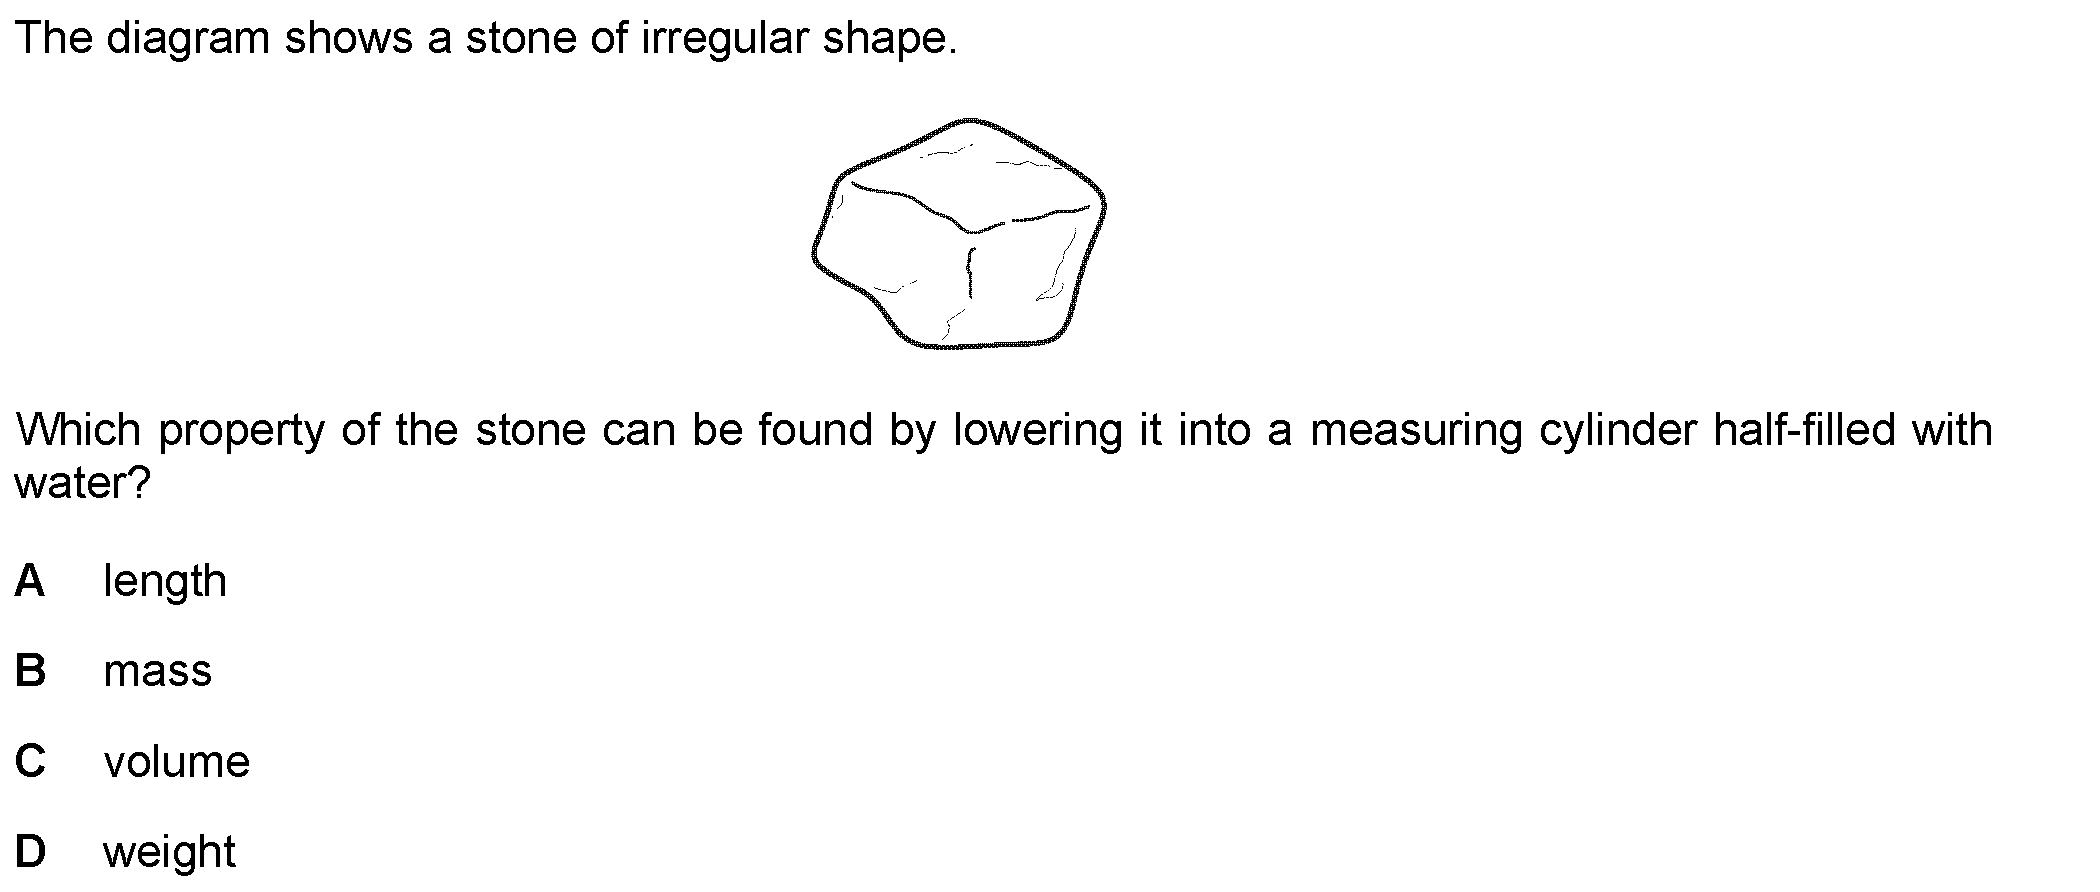 The diagram shows a stone of irregular shape.
Which property of the stone can be found by lowering it into a measuring cylinder half-filled with
water?
A length
B mass
C volume
D weight